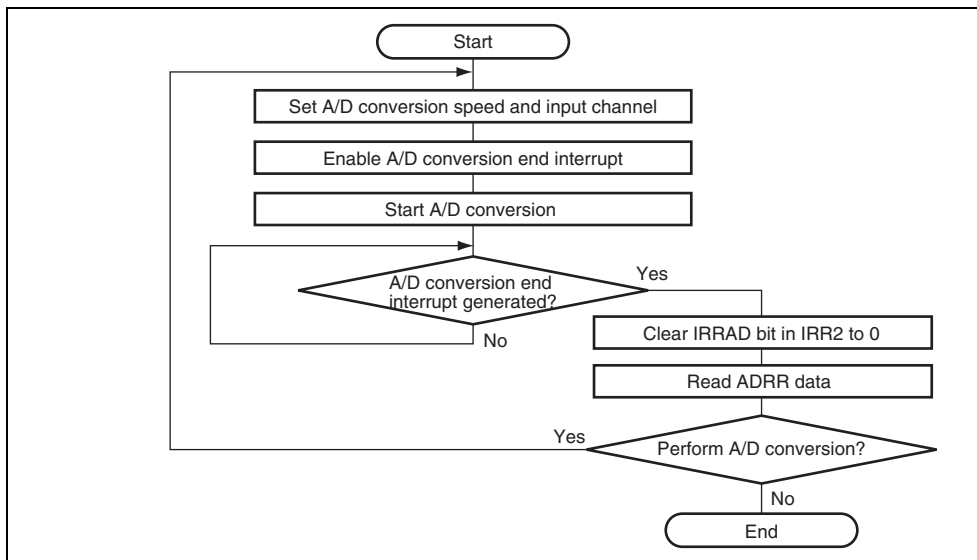 Start
Set A/D conversion speed and input channel
Enable A/D conversion end interrupt
Start A/D conversion
A/D conversion end
interrupt generated?
Yes
No
Clear IRRAD bit in IRR2 to 0
Read ADRR data
Yes
Perform A/D conversion?
No
End